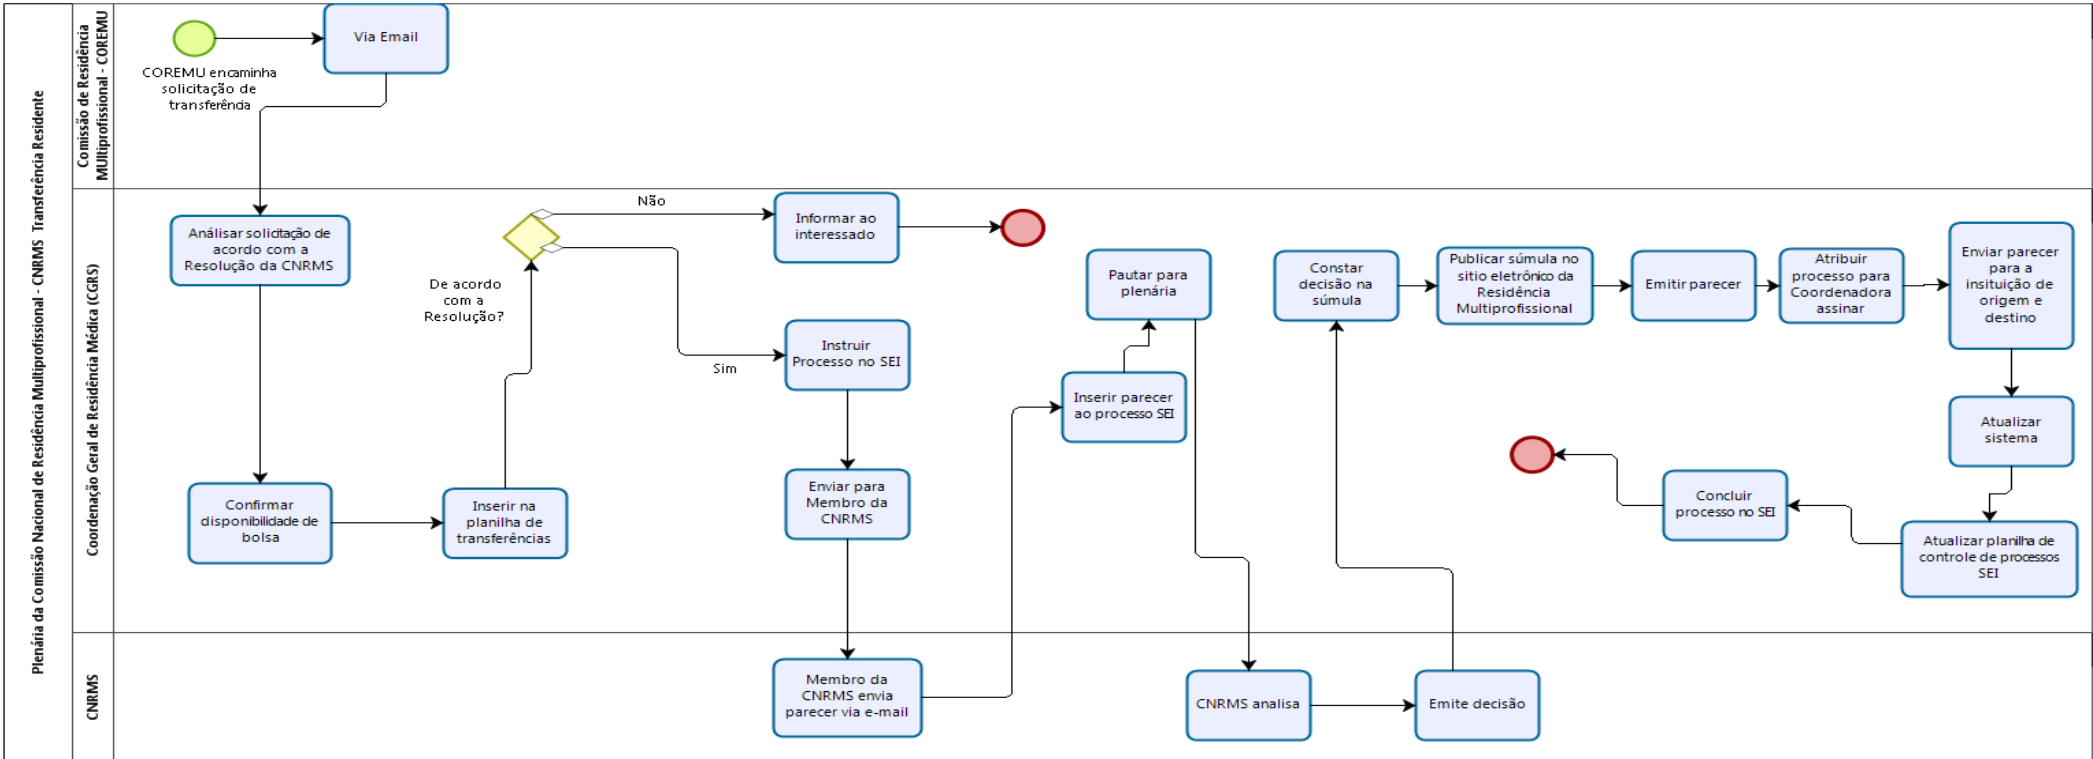 Plenária da Comissão Nacional de Residência Multiprofissional - CNRMS Transferência Residente
Comissão de Residência
MUltiprofissional - COREMU
COREMU encaminha
solicitação de
transferência
Via Email
Coordenação Geral de Residência Médica (CGRS)
Análisar solicitação de
acordo com a
Resolução da CNRMS
Confirmar
disponibilidade de
bolsa
Inserir na
planilha de
transferências
De acordo
com a
Resolução?
Não
Informar ao
interessado
Sim
Instruir
Processo no SEI
Enviar para
Membro da
CNRMS
Inserir parecer
ao processo SEI
Pautar para
plenária
Constar
decisão na
súmula
Publicar súmula no
sitio eletrônico da
Residência
Multiprofissional
Emitir parecer
Atribuir
processo para
Coordenadora
assinar
Enviar parecer
para a
insituição de
origem e
destino
Atualizar
sistema
Atualizar planilha de
controle de processos
SEI
Concluir
processo no SEI
CNRMS
Membro da
CNRMS envia
parecer via e-mail
CNRMS analisa
Emite decisão